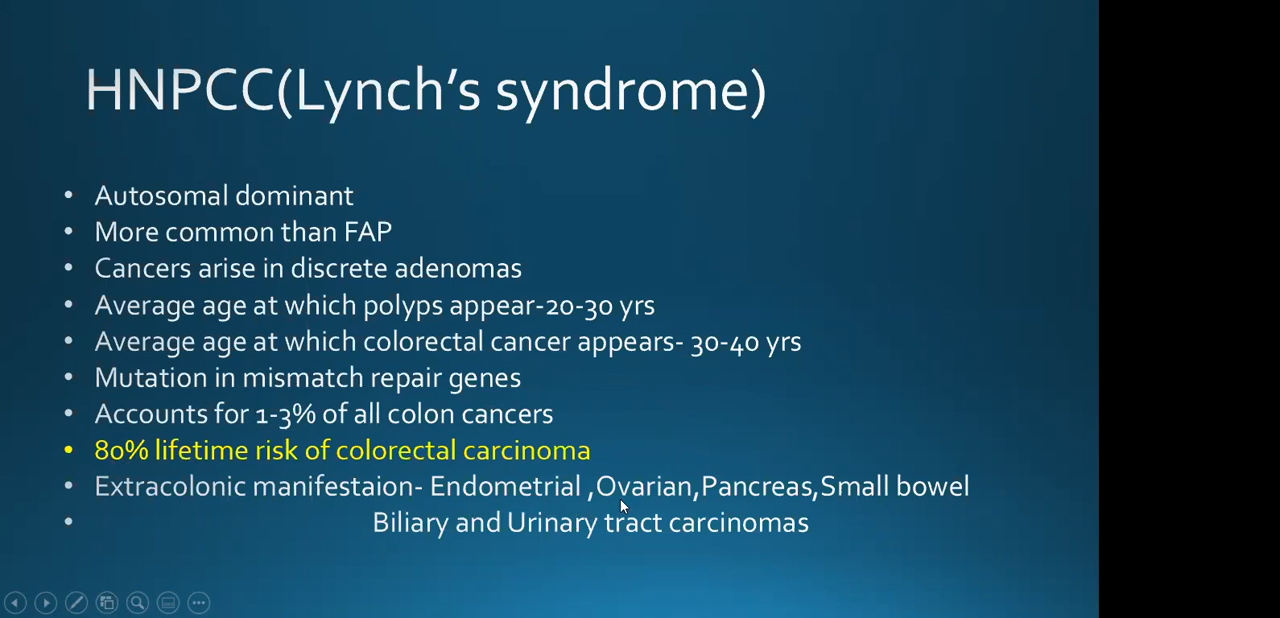 HNPCC(Lynch's syndrome)
• Autosomal dominant
• More common than FAP
• Cancers arise in discrete adenomas
• Average age at which polyps appear-20-30 yrs
• Average age at which colorectal cancer appears- 30-40 yrs
• Mutation in mismatch repair genes
• Accounts for 1-3% of all colon cancers
• 80% lifetime risk of colorectal carcinoma
• Extracolonic manifestaion- Endometrial ,Ovarian,Pancreas,Small bowel
• Biliary and Urinary tract carcinomas